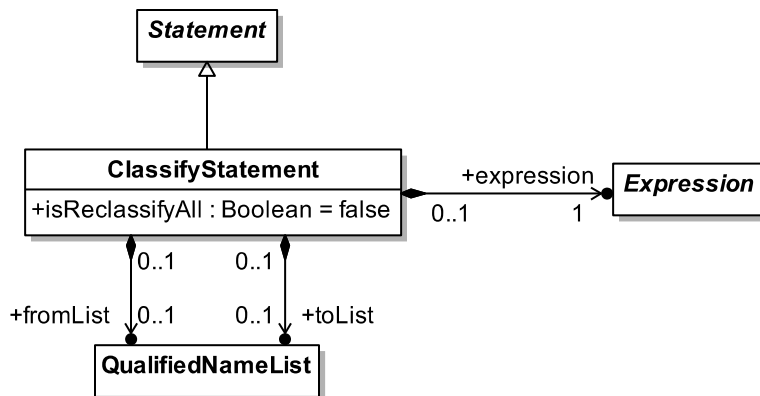 Statement
ClassifyStatement
+isReclassifyAll : Boolean = false
+expression
0..1
1
Expression
0..1
0..1
+fromList
0..1
0..1
+toList
QualifiedNameList